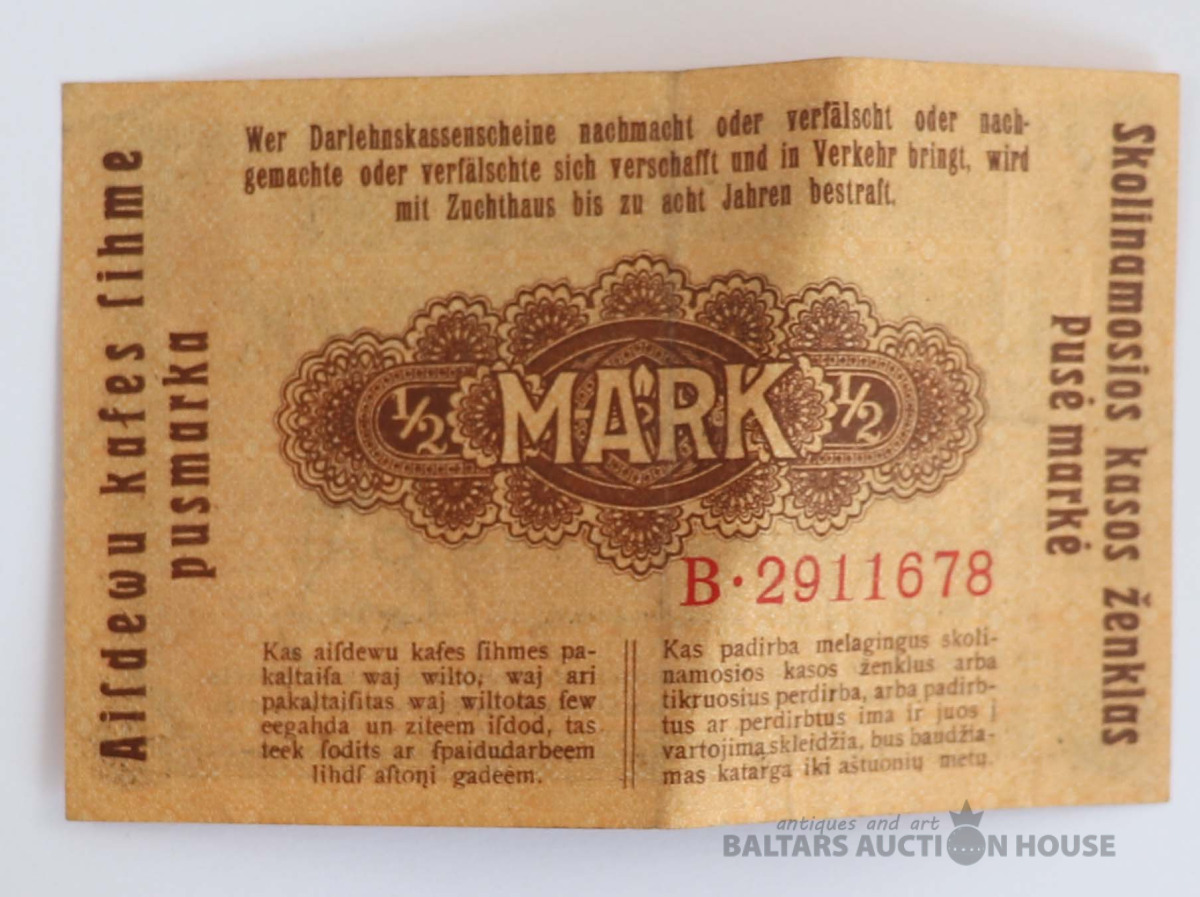 Wer Darlehnskassenscheine nachmacht oder verfälscht oder nach-
gemachte oder verfälschte sich verschafft und in Verkehr bringt, wird
mit Zuchthaus bis zu acht Jahren bestraft.
Aiſdewu kaſes ſihme
pusmarka
1/2 MARK 1/2
Skolinamosios kasos ženklas
Pusė markė
B·2911678
Kas aiſdewu kaſes ſihmes pa-
kaltaiſa waj wilto, waj ari
pakaltaiſitas waj wiltotas ſew
eegahda un ziteem iſdod, tas
teek ſodits ar ſpaidudarbeem
lihdſ aſtoņi gadeem.
Kas padirba melagingus skoli-
namosios kasos ženklus arba
tikruosius perdirba, arba padirb-
tus ar perdirbtus ima ir juos į
vartojimą skleidžia, bus baudžia-
mas katarga iki aštuonių metų.
antiques and art
BALTARS AUCTION HOUSE